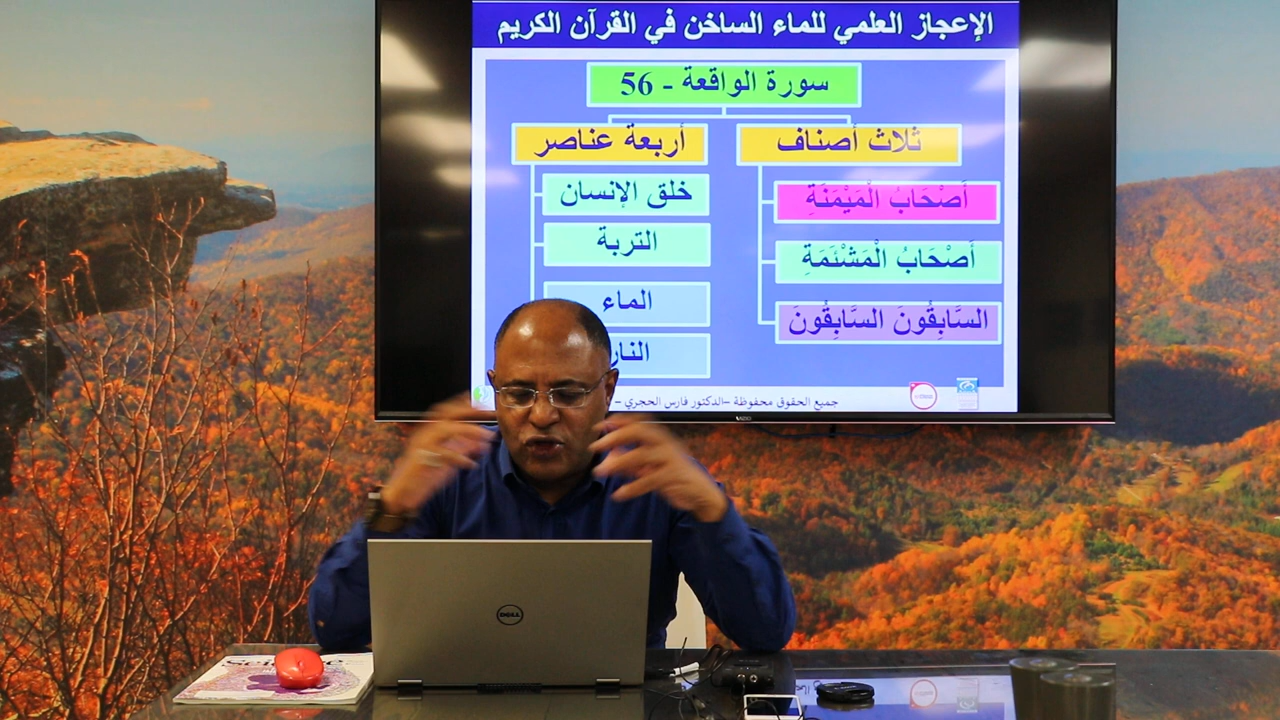 الإعجاز العلمي للماء الساخن في القرآن الكريم
سورة الواقعة - 56
ثلاث أصناف
أَصْحَابُ الْمَيْمَنَةِ
أَصْحَابُ الْمَشْئَمَةِ
السَّابِقُونَ السَّابِقُونَ
أربعة عناصر
خلق الإنسان
التربة
الماء
النار
جميع الحقوق محفوظة -الدكتور فارس الحجري -
VIZIO
DELL